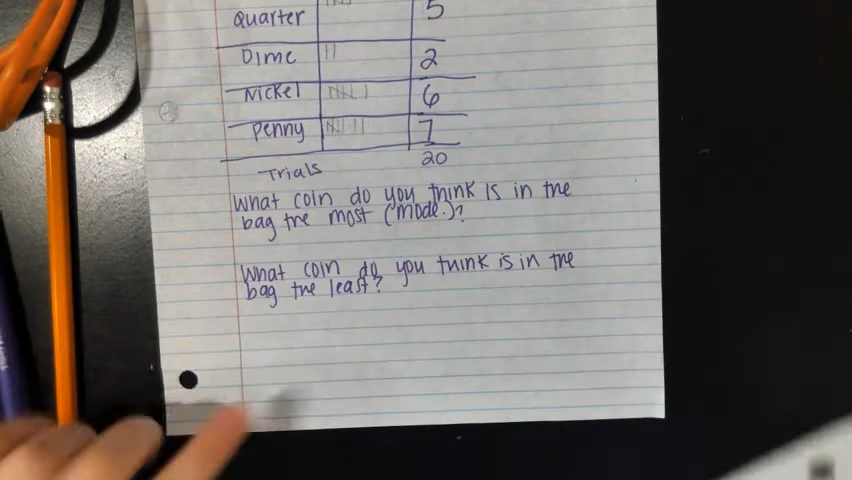 Quarter 5
Dime 2
Nickel 6
Penny 7
Trials 20
What coin do you think is in the
bag the most (mode.)?
What coin do you think is in the
bag the least?